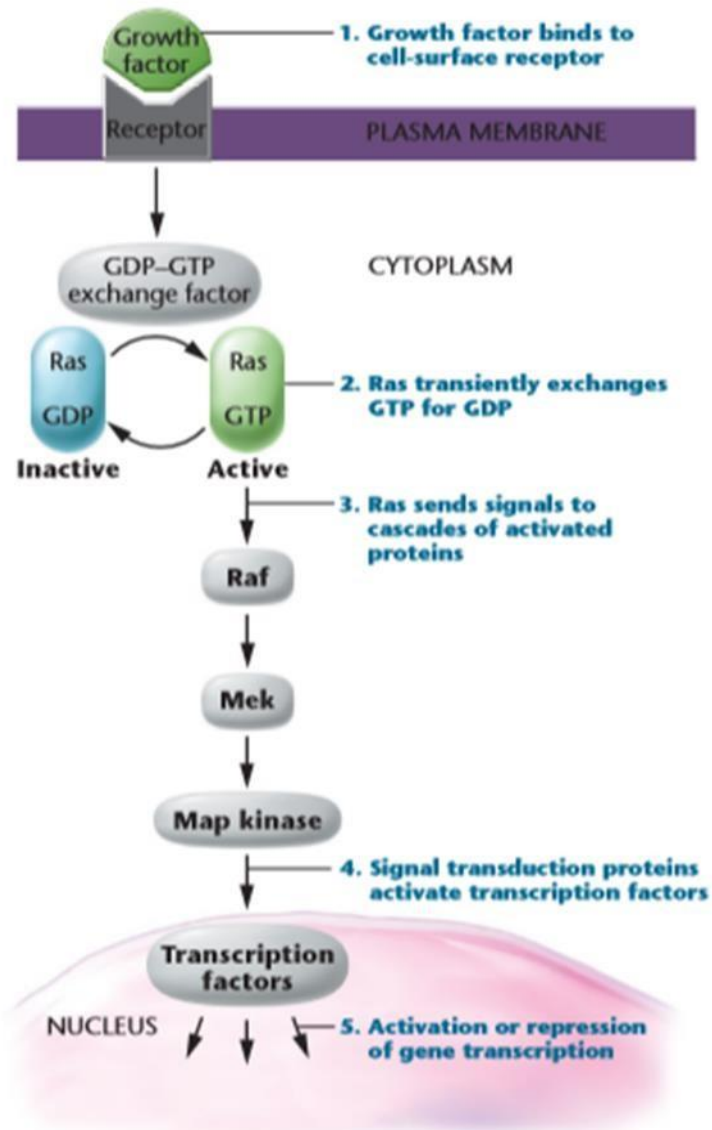 Growth
factor
1. Growth factor binds to
cell-surface receptor
Receptor
PLASMA MEMBRANE
GDP–GTP
exchange factor
CYTOPLASM
Ras
GDP
Ras
GTP
2. Ras transiently exchanges
GTP for GDP
Inactive
Active
3. Ras sends signals to
cascades of activated
proteins
Raf
Mek
Map kinase
4. Signal transduction proteins
activate transcription factors
Transcription
factors
NUCLEUS
5. Activation or repression
of gene transcription